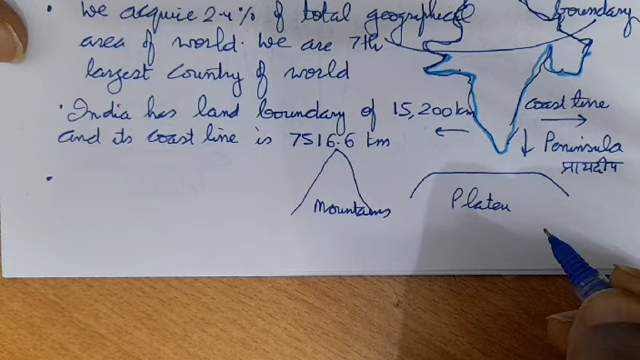 We acquire 2.4% of total geographical
area of world. We are 7th
largest country of world
boundary
India has land boundary of 15,200 km
and its coast line is 7516.6 km
Coast line
Peninsula
प्रायद्वीप
Mountains
Plateu